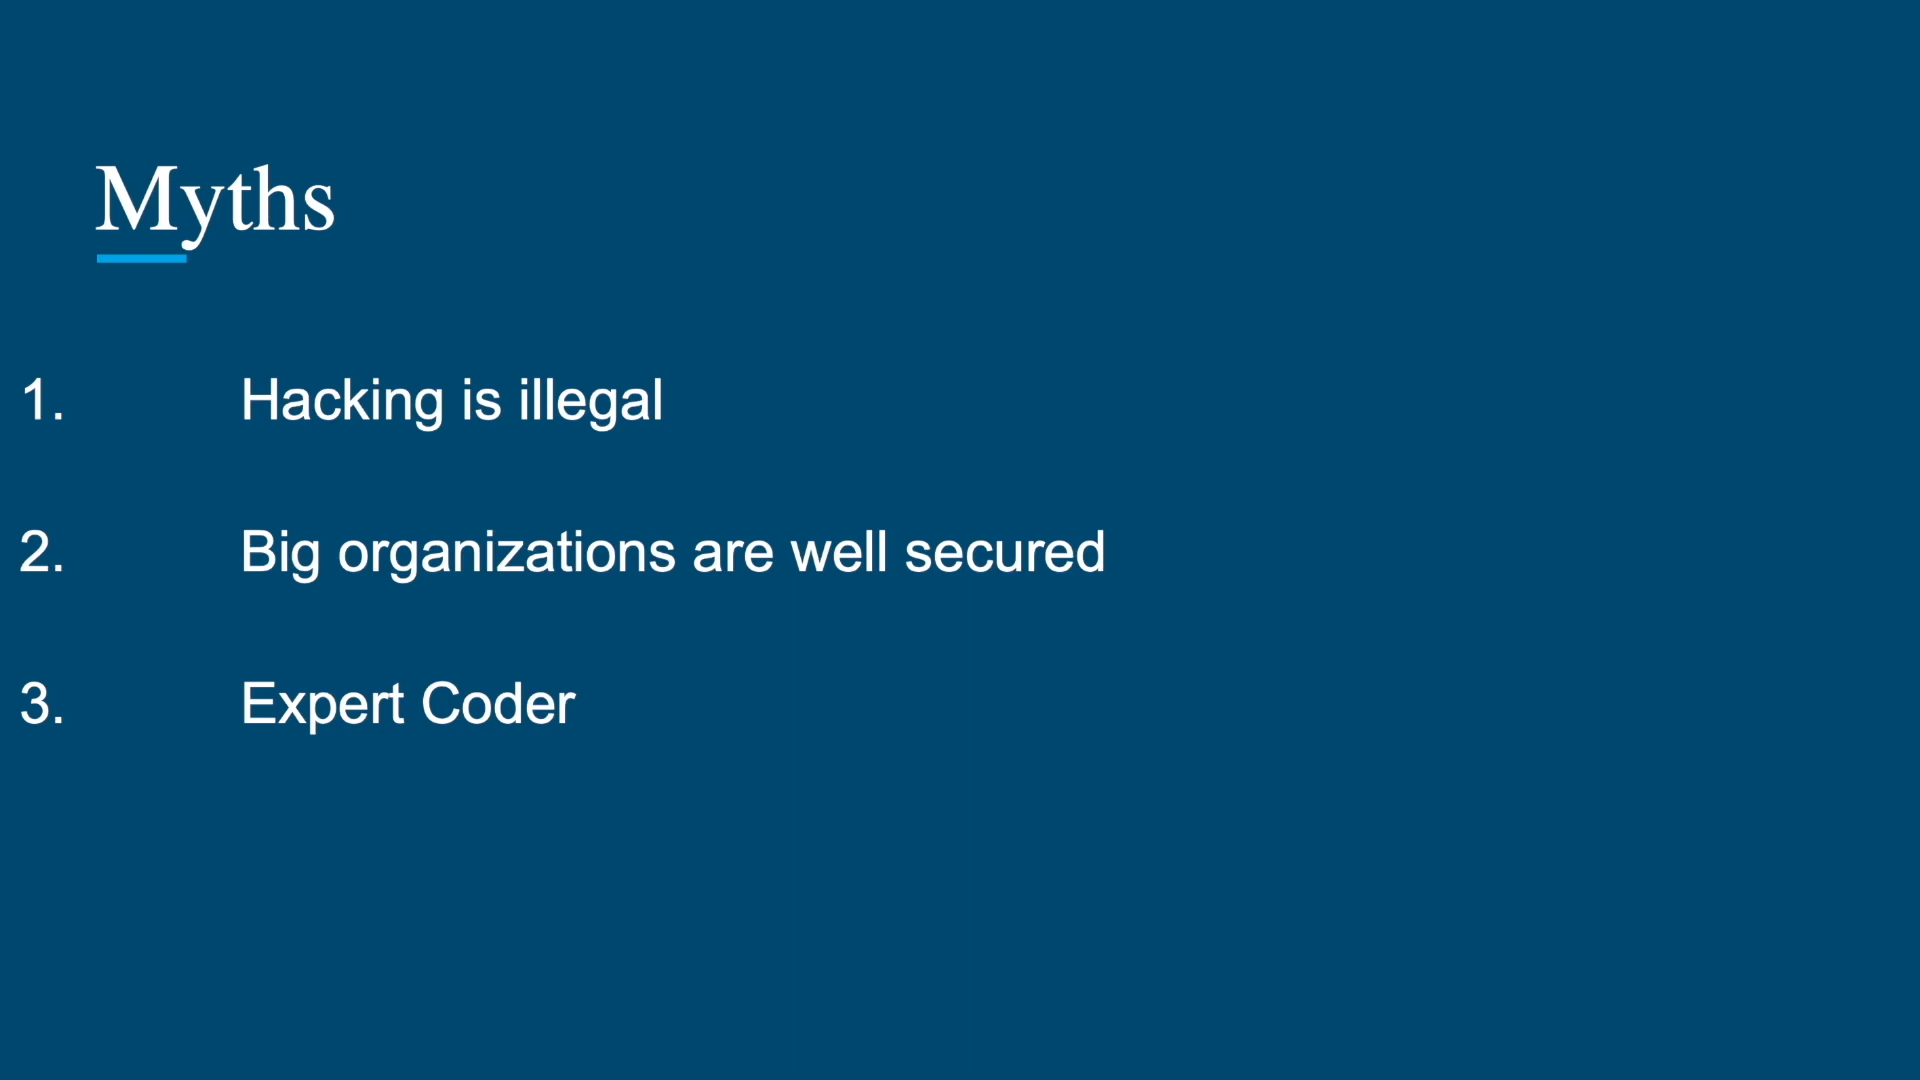 Myths
1. Hacking is illegal
2. Big organizations are well secured
3. Expert Coder